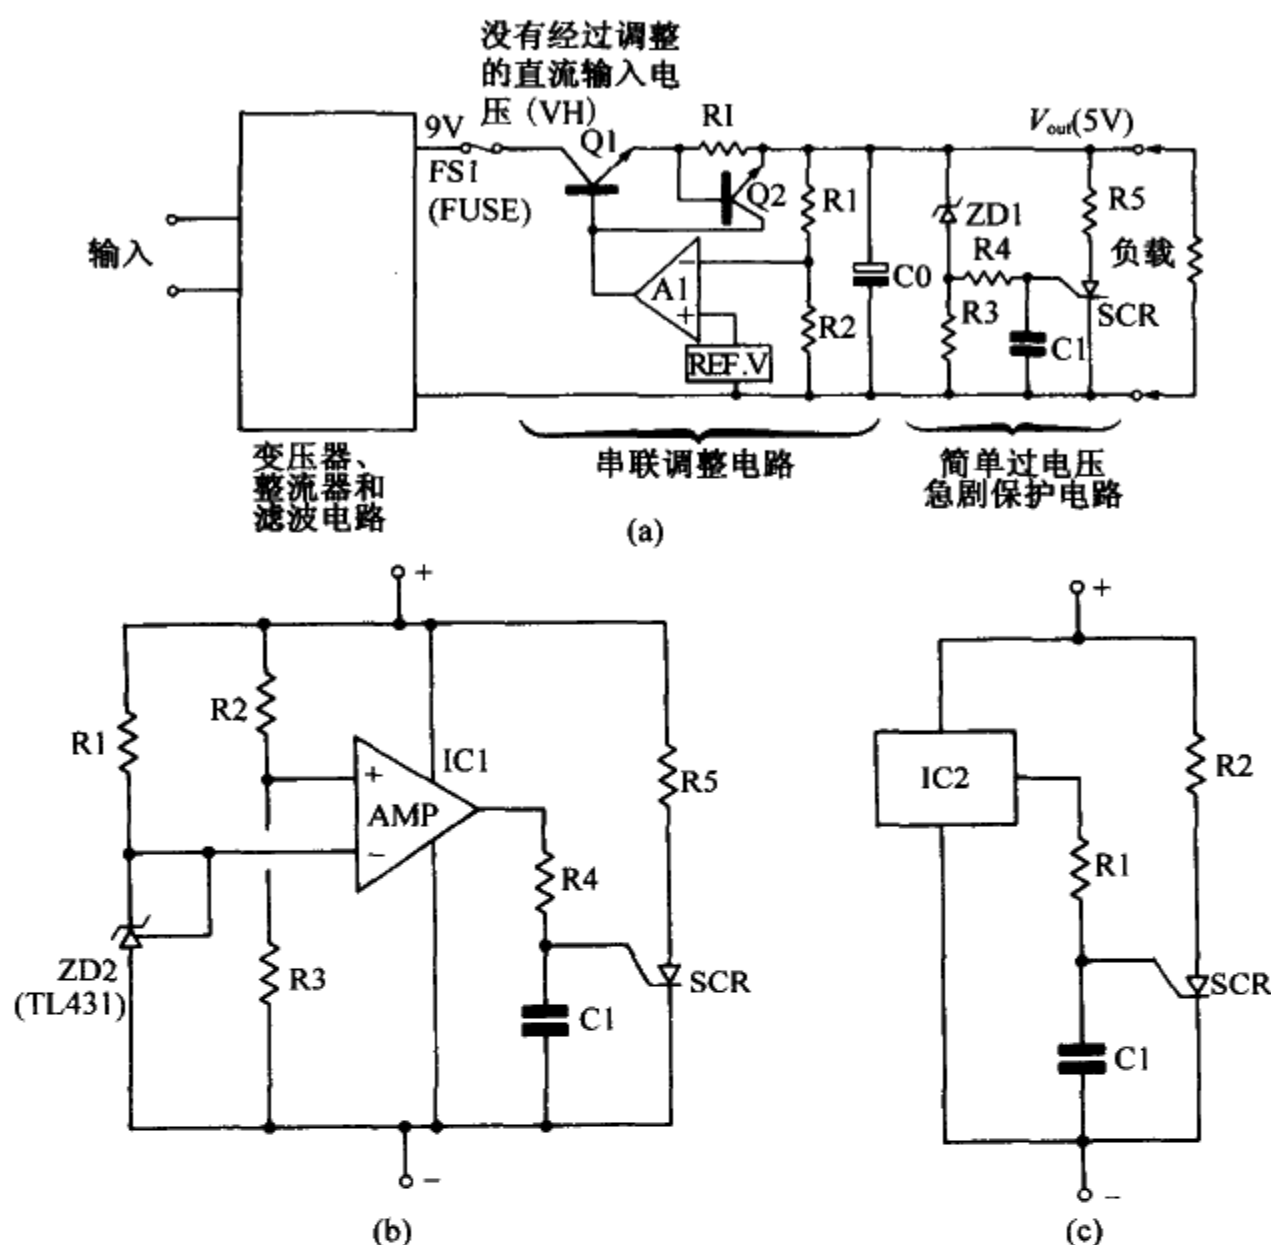 没有经过调整
的直流输入电
压 (VH)
9V
FS1
(FUSE)
Q1
RI
Q2
Vout(5V)
R1
R2
A1
−
+
REF.V
C0
ZD1
R4
R3
C1
R5
SCR
负载
输入
变压器、
整流器和
滤波电路
串联调整电路
简单过电压
急剧保护电路
(a)
+
R1
R2
IC1
+
AMP
−
R5
R4
ZD2
(TL431)
R3
C1
SCR
−
(b)
+
IC2
R2
R1
SCR
C1
−
(c)